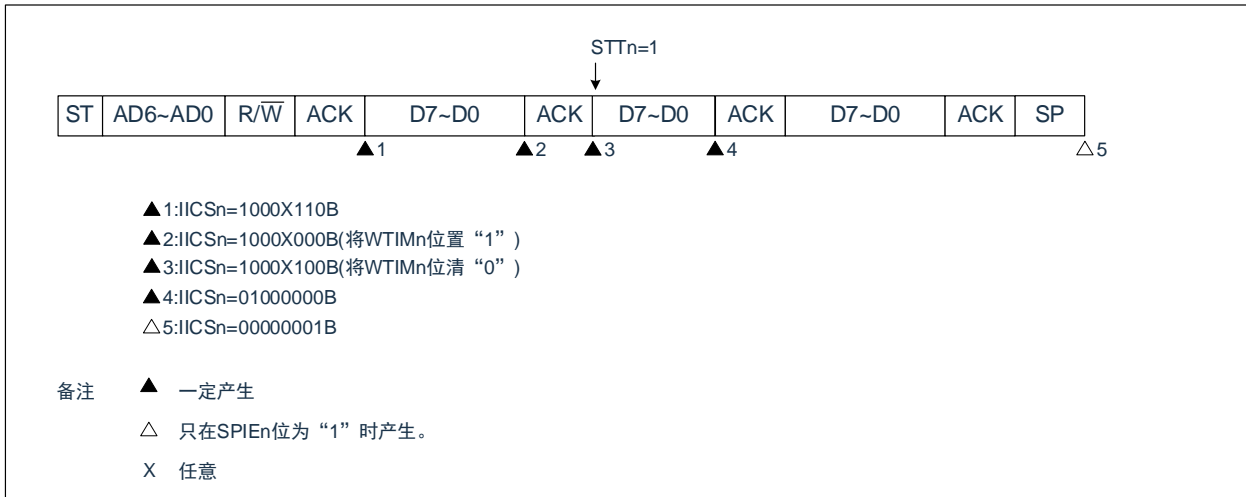 STTn=1
ST AD6~AD0 R/W̅ ACK D7~D0 ACK D7~D0 ACK D7~D0 ACK SP
▲1 ▲2 ▲3 ▲4 △5
▲1:IICSn=1000X110B
▲2:IICSn=1000X000B(将WTIMn位置“1”)
▲3:IICSn=1000X100B(将WTIMn位清“0”)
▲4:IICSn=01000000B
△5:IICSn=00000001B
备注 ▲ 一定产生
△ 只在SPIEn位为“1”时产生。
X 任意